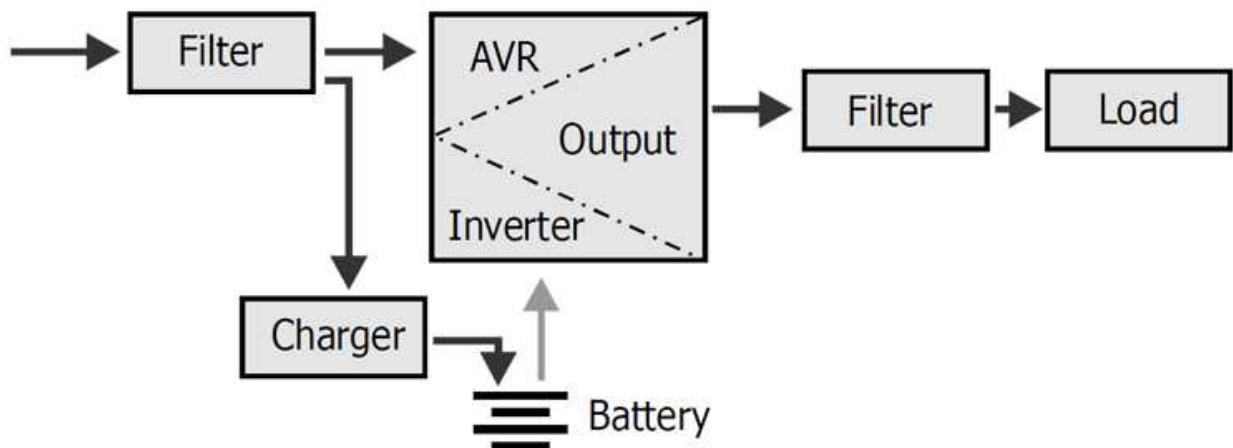 Filter
AVR
Output
Inverter
Filter
Load
Charger
Battery